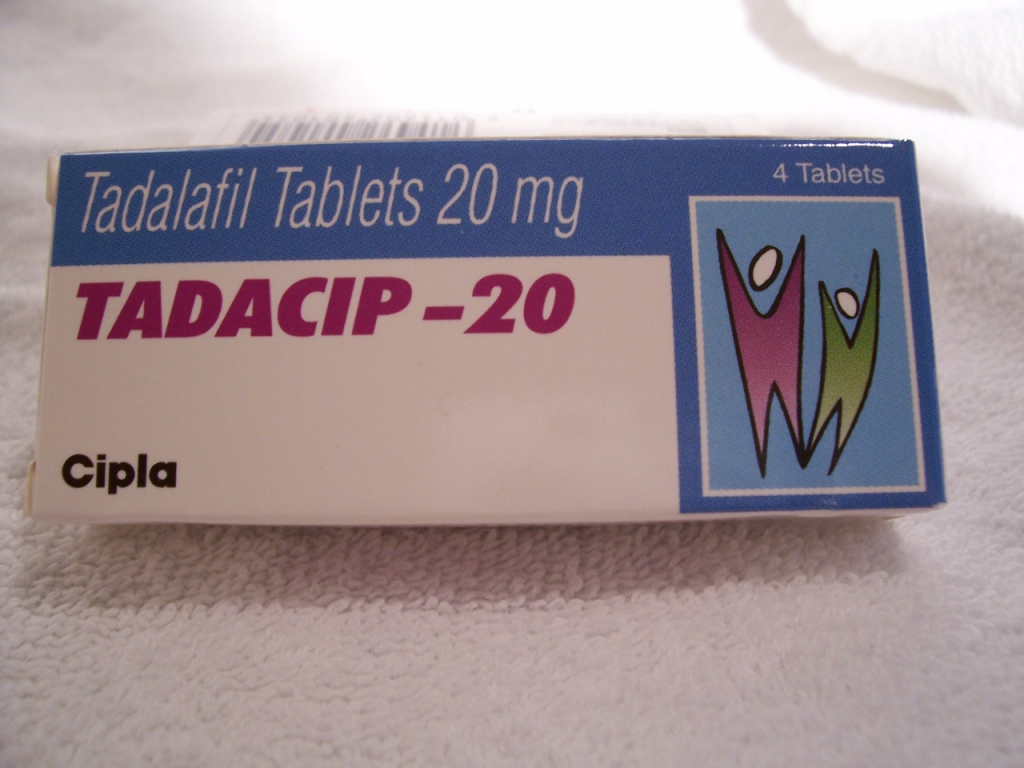 Tadalafil Tablets 20 mg
4 Tablets
TADACIP -20
Cipla